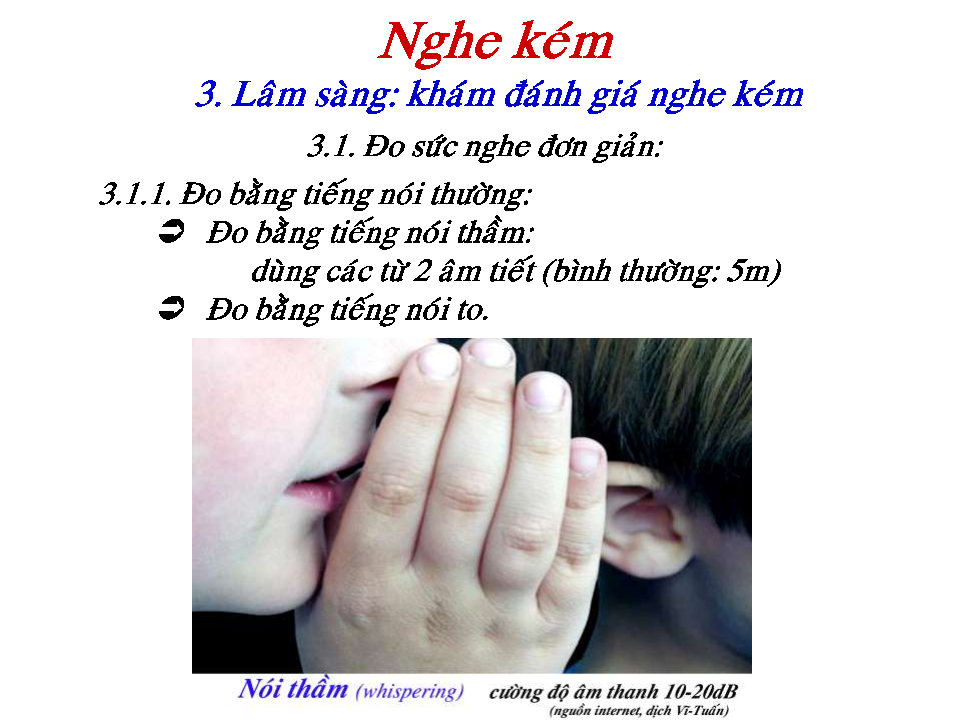 Nghe kém
3. Lâm sàng: khám đánh giá nghe kém
3.1. Đo sức nghe đơn giản:
3.1.1. Đo bằng tiếng nói thường:
➲ Đo bằng tiếng nói thầm:
dùng các từ 2 âm tiết (bình thường: 5m)
➲ Đo bằng tiếng nói to.
Nói thầm (whispering) cường độ âm thanh 10-20dB
(nguồn internet, dịch Vĩ-Tuấn)